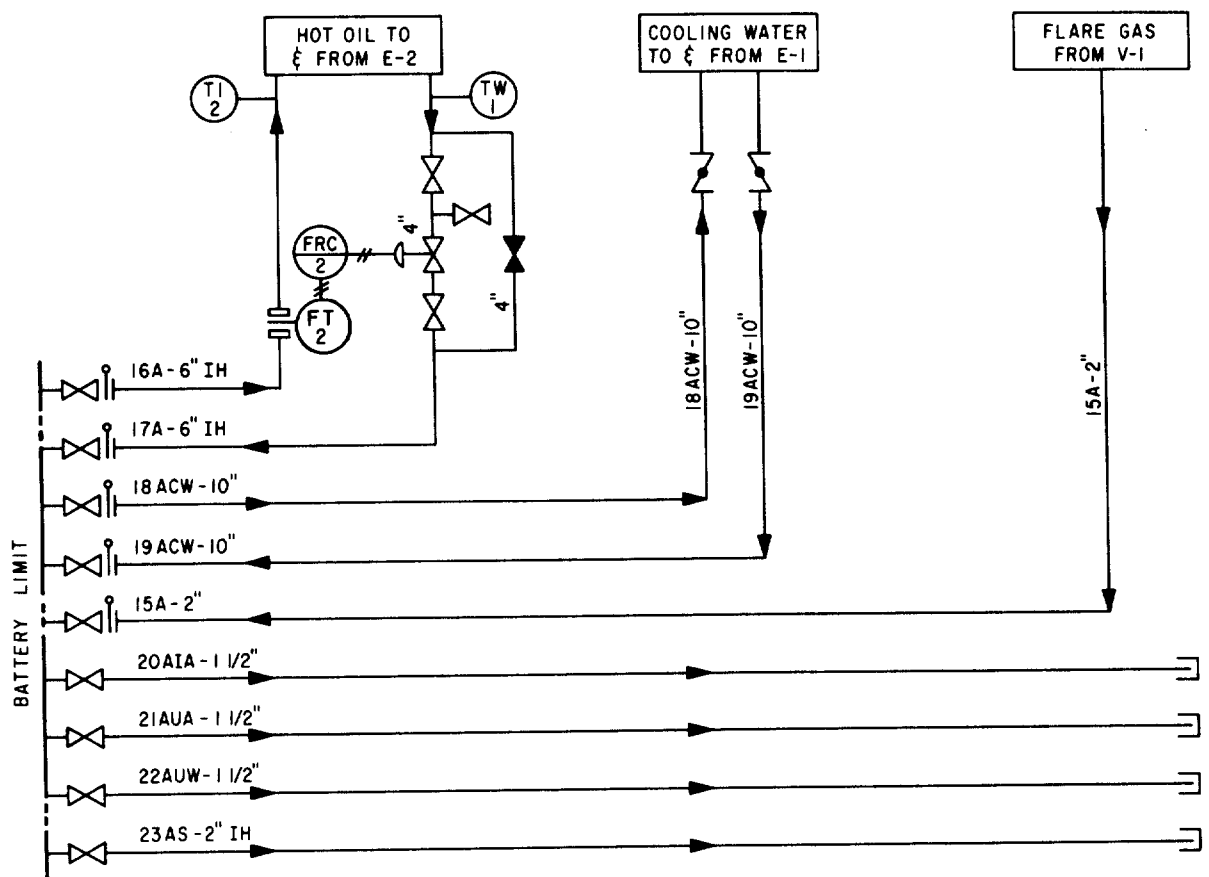 HOT OIL TO
& FROM E-2
COOLING WATER
TO & FROM E-1
FLARE GAS
FROM V-1
TI
2
TW
1
4"
FRC
2
4"
FT
2
18ACW-10"
19ACW-10"
15A-2"
16A-6" IH
17A-6" IH
18ACW-10"
19ACW-10"
15A-2"
20AIA-1 1/2"
21AUA-1 1/2"
22AUW-1 1/2"
23AS-2" IH
BATTERY LIMIT